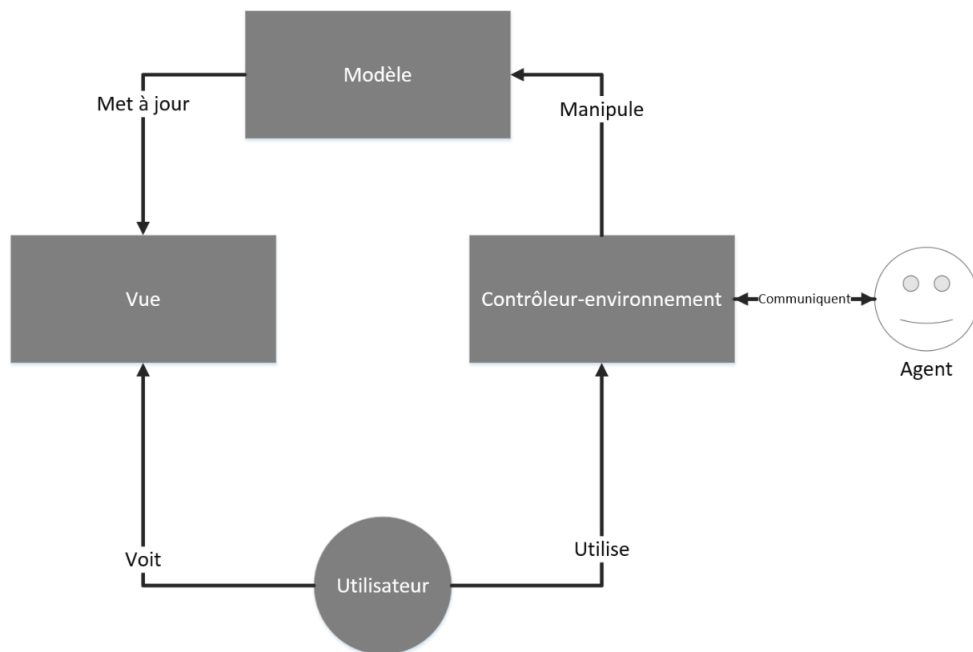 Modèle
Met à jour
Manipule
Vue
Contrôleur-environnement
Communiquent
Agent
Voit
Utilise
Utilisateur